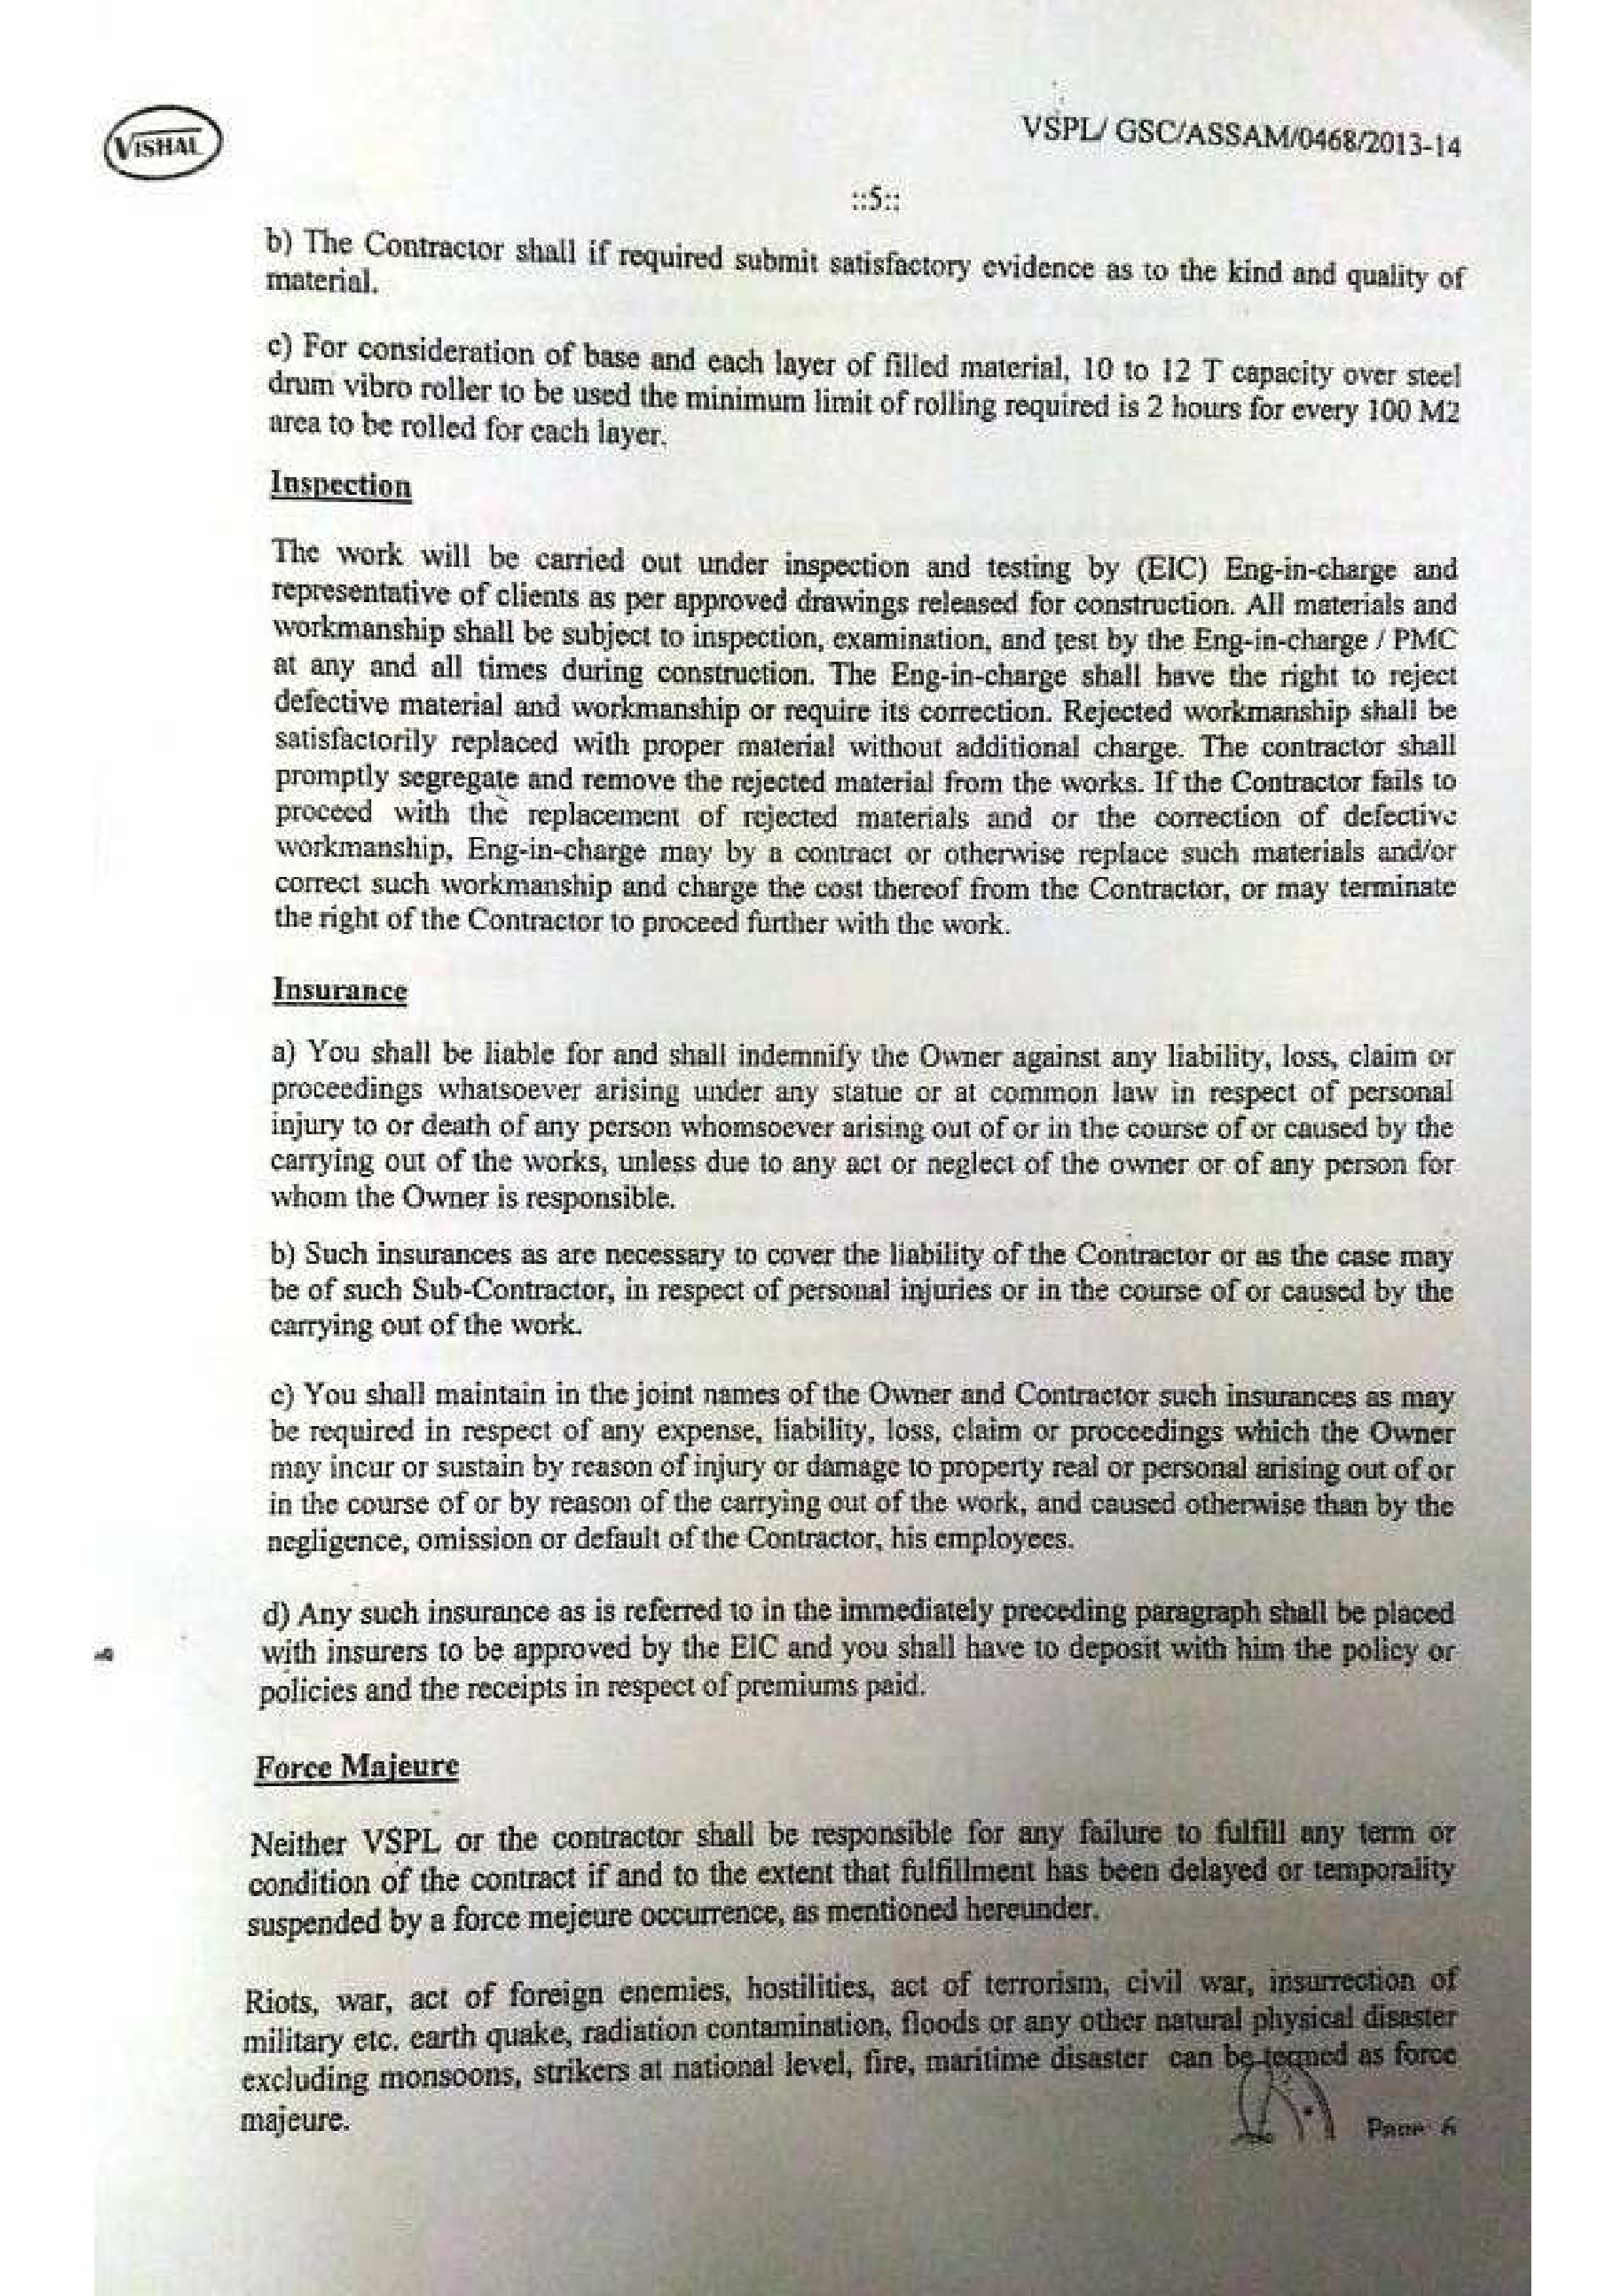 VISHAL
VSPL/ GSC/ASSAM/0468/2013-14
::5::
b) The Contractor shall if required submit satisfactory evidence as to the kind and quality of
material.
c) For consideration of base and each layer of filled material, 10 to 12 T capacity over steel
drum vibro roller to be used the minimum limit of rolling required is 2 hours for every 100 M2
area to be rolled for each layer.
Inspection
The work will be carried out under inspection and testing by (EIC) Eng-in-charge and
representative of clients as per approved drawings released for construction. All materials and
workmanship shall be subject to inspection, examination, and test by the Eng-in-charge / PMC
at any and all times during construction. The Eng-in-charge shall have the right to reject
defective material and workmanship or require its correction. Rejected workmanship shall be
satisfactorily replaced with proper material without additional charge. The contractor shall
promptly segregate and remove the rejected material from the works. If the Contractor fails to
proceed with the replacement of rejected materials and or the correction of defective
workmanship, Eng-in-charge may by a contract or otherwise replace such materials and/or
correct such workmanship and charge the cost thereof from the Contractor, or may terminate
the right of the Contractor to proceed further with the work.
Insurance
a) You shall be liable for and shall indemnify the Owner against any liability, loss, claim or
proceedings whatsoever arising under any statue or at common law in respect of personal
injury to or death of any person whomsoever arising out of or in the course of or caused by the
carrying out of the works, unless due to any act or neglect of the owner or of any person for
whom the Owner is responsible.
b) Such insurances as are necessary to cover the liability of the Contractor or as the case may
be of such Sub-Contractor, in respect of personal injuries or in the course of or caused by the
carrying out of the work.
c) You shall maintain in the joint names of the Owner and Contractor such insurances as may
be required in respect of any expense, liability, loss, claim or proceedings which the Owner
may incur or sustain by reason of injury or damage to property real or personal arising out of or
in the course of or by reason of the carrying out of the work, and caused otherwise than by the
negligence, omission or default of the Contractor, his employees.
d) Any such insurance as is referred to in the immediately preceding paragraph shall be placed
with insurers to be approved by the EIC and you shall have to deposit with him the policy or
policies and the receipts in respect of premiums paid.
Force Majeure
Neither VSPL or the contractor shall be responsible for any failure to fulfill any term or
condition of the contract if and to the extent that fulfillment has been delayed or temporality
suspended by a force mejeure occurrence, as mentioned hereunder.
Riots, war, act of foreign enemies, hostilities, act of terrorism, civil war, insurrection of
military etc. earth quake, radiation contamination, floods or any other natural physical disaster
excluding monsoons, strikers at national level, fire, maritime disaster can be termed as force
majeure.
Page 6